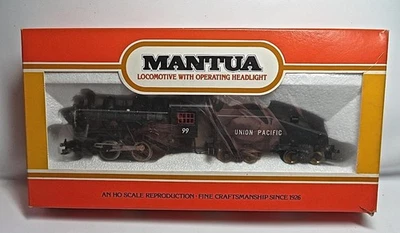 MANTUA
LOCOMOTIVE WITH OPERATING HEADLIGHT
99
UNION PACIFIC
AN HO SCALE REPRODUCTION · FINE CRAFTSMANSHIP SINCE 1926